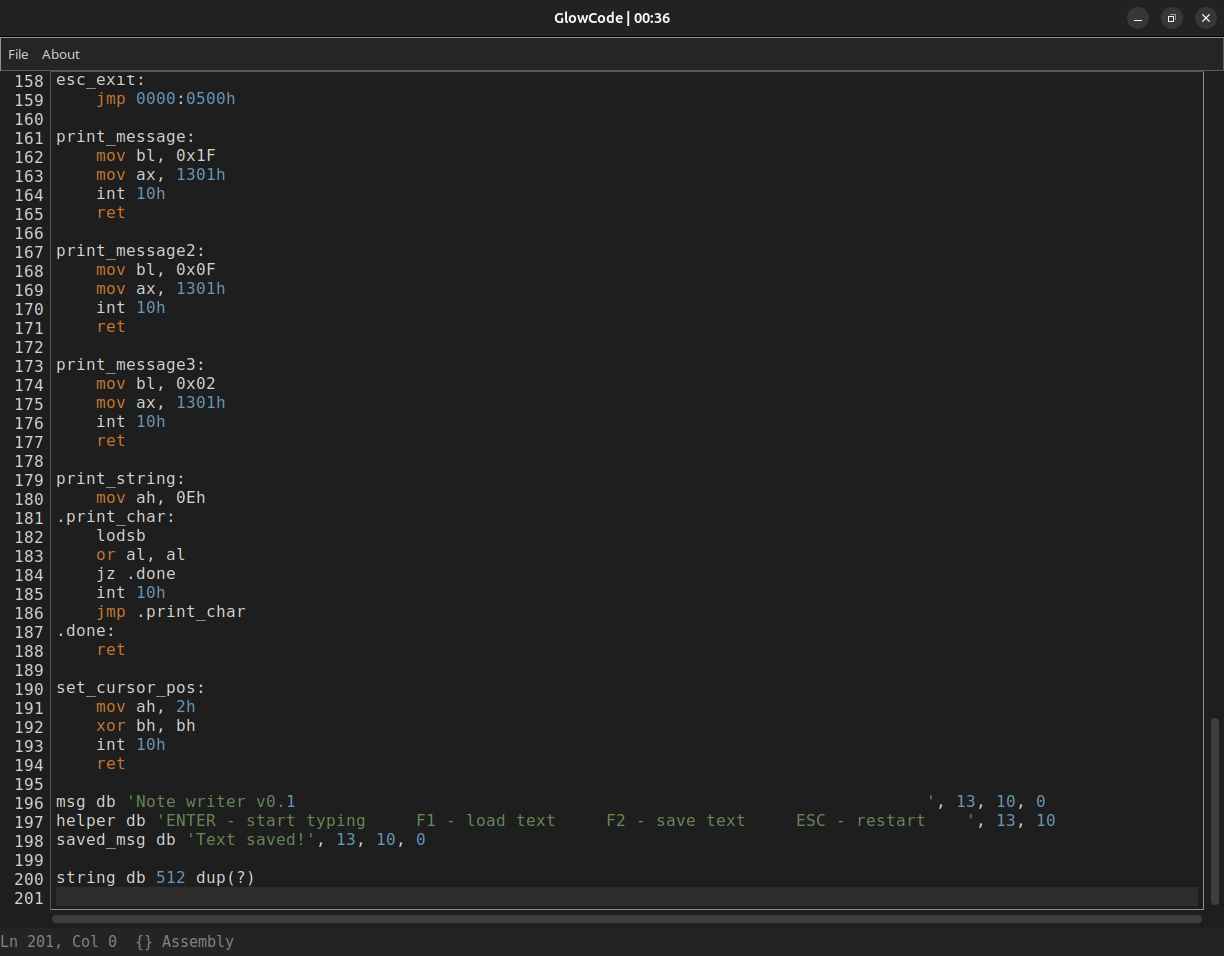 GlowCode | 00:36
File About
158 esc_exit:
159     jmp 0000:0500h
160
161 print_message:
162     mov bl, 0x1F
163     mov ax, 1301h
164     int 10h
165     ret
166
167 print_message2:
168     mov bl, 0x0F
169     mov ax, 1301h
170     int 10h
171     ret
172
173 print_message3:
174     mov bl, 0x02
175     mov ax, 1301h
176     int 10h
177     ret
178
179 print_string:
180     mov ah, 0Eh
181 .print_char:
182     lodsb
183     or al, al
184     jz .done
185     int 10h
186     jmp .print_char
187 .done:
188     ret
189
190 set_cursor_pos:
191     mov ah, 2h
192     xor bh, bh
193     int 10h
194     ret
195
196 msg db 'Note writer v0.1                                                               ', 13, 10, 0
197 helper db 'ENTER - start typing     F1 - load text     F2 - save text     ESC - restart    ', 13, 10
198 saved_msg db 'Text saved!', 13, 10, 0
199
200 string db 512 dup(?)
201
Ln 201, Col 0  {} Assembly